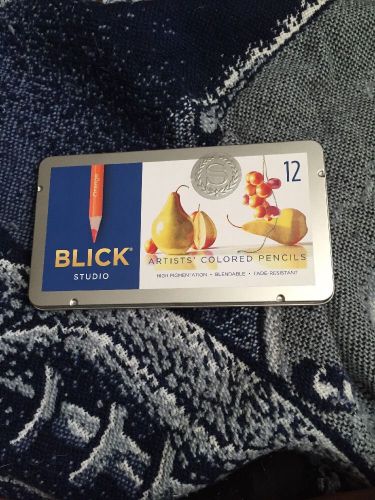 12
BLICK®
STUDIO
ARTISTS' COLORED PENCILS
HIGH PIGMENTATION • BLENDABLE • FADE-RESISTANT
S